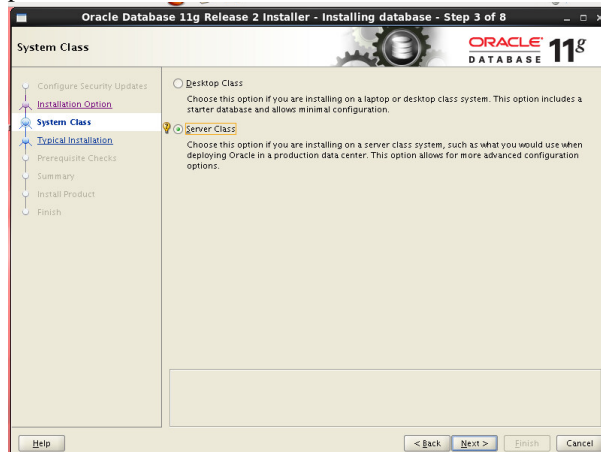 Oracle Database 11g Release 2 Installer - Installing database - Step 3 of 8
System Class
ORACLE
DATABASE
11g
Configure Security Updates
Installation Option
System Class
Typical Installation
Prerequisite Checks
Summary
Install Product
Finish
Desktop Class
Choose this option if you are installing on a laptop or desktop class system. This option includes a
starter database and allows minimal configuration.
Server Class
Choose this option if you are installing on a server class system, such as what you would use when
deploying Oracle in a production data center. This option allows for more advanced configuration
options.
Help
< Back
Next >
Finish
Cancel